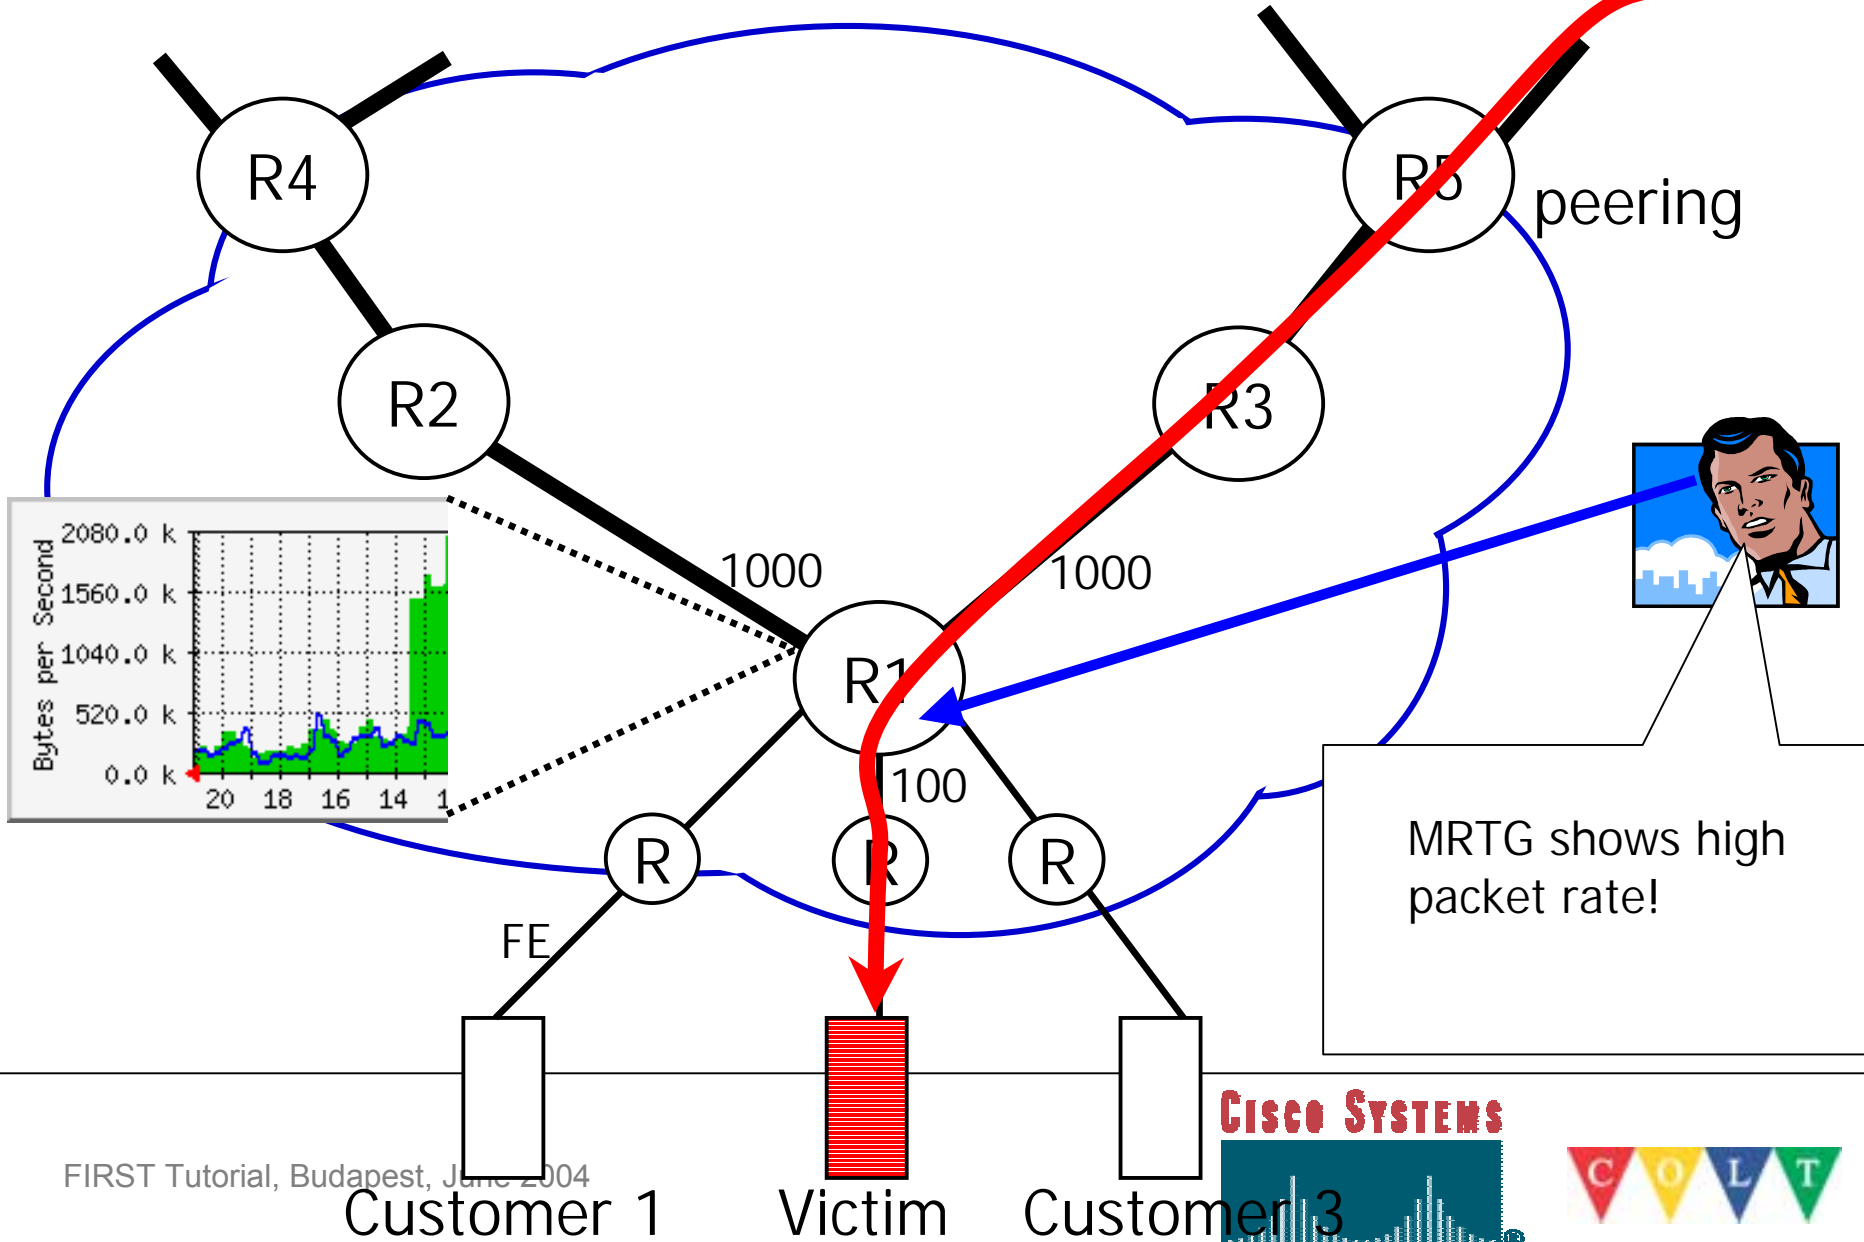 R4
R5
peering
R2
R3
2080.0 k
1560.0 k
1040.0 k
520.0 k
0.0 k
Bytes per Second
20 18 16 14 1
1000
1000
R1
100
R
R
R
FE
MRTG shows high
packet rate!
CISCO SYSTEMS
®
COLT
FIRST Tutorial, Budapest, June 2004
Customer 1
Victim
Customer 3